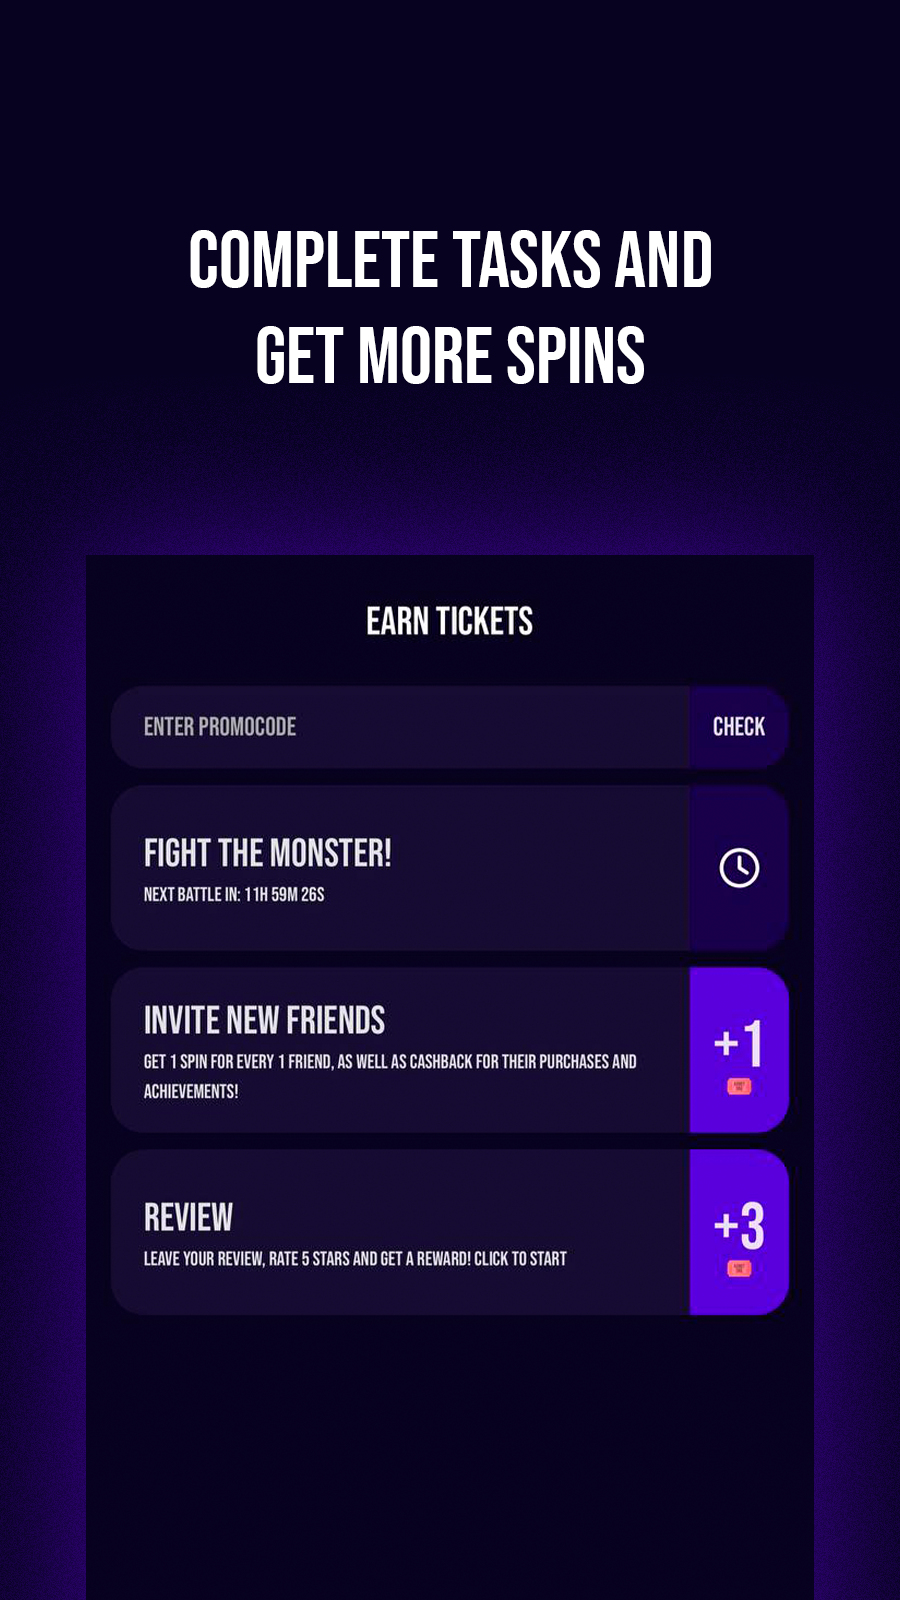 COMPLETE TASKS AND
GET MORE SPINS
EARN TICKETS
ENTER PROMOCODE
CHECK
FIGHT THE MONSTER!
NEXT BATTLE IN: 11H 59M 26S
INVITE NEW FRIENDS
GET 1 SPIN FOR EVERY 1 FRIEND, AS WELL AS CASHBACK FOR THEIR PURCHASES AND
ACHIEVEMENTS!
+1
REVIEW
LEAVE YOUR REVIEW, RATE 5 STARS AND GET A REWARD! CLICK TO START
+3